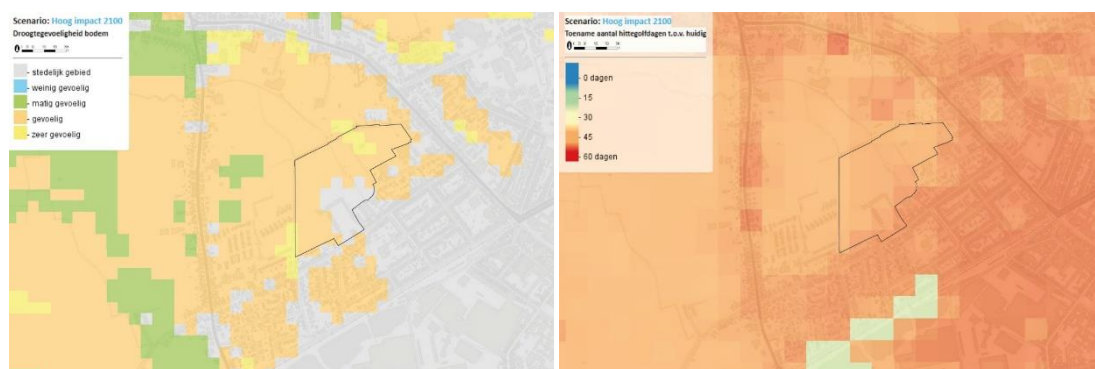 Scenario: Hoog impact 2100
Droogtegevoeligheid bodem
- stedelijk gebied
- weinig gevoelig
- matig gevoelig
- gevoelig
- zeer gevoelig
Scenario: Hoog impact 2100
Toename aantal hittegolfdagen t.o.v. huidig
- 0 dagen
- 15
- 30
- 45
- 60 dagen